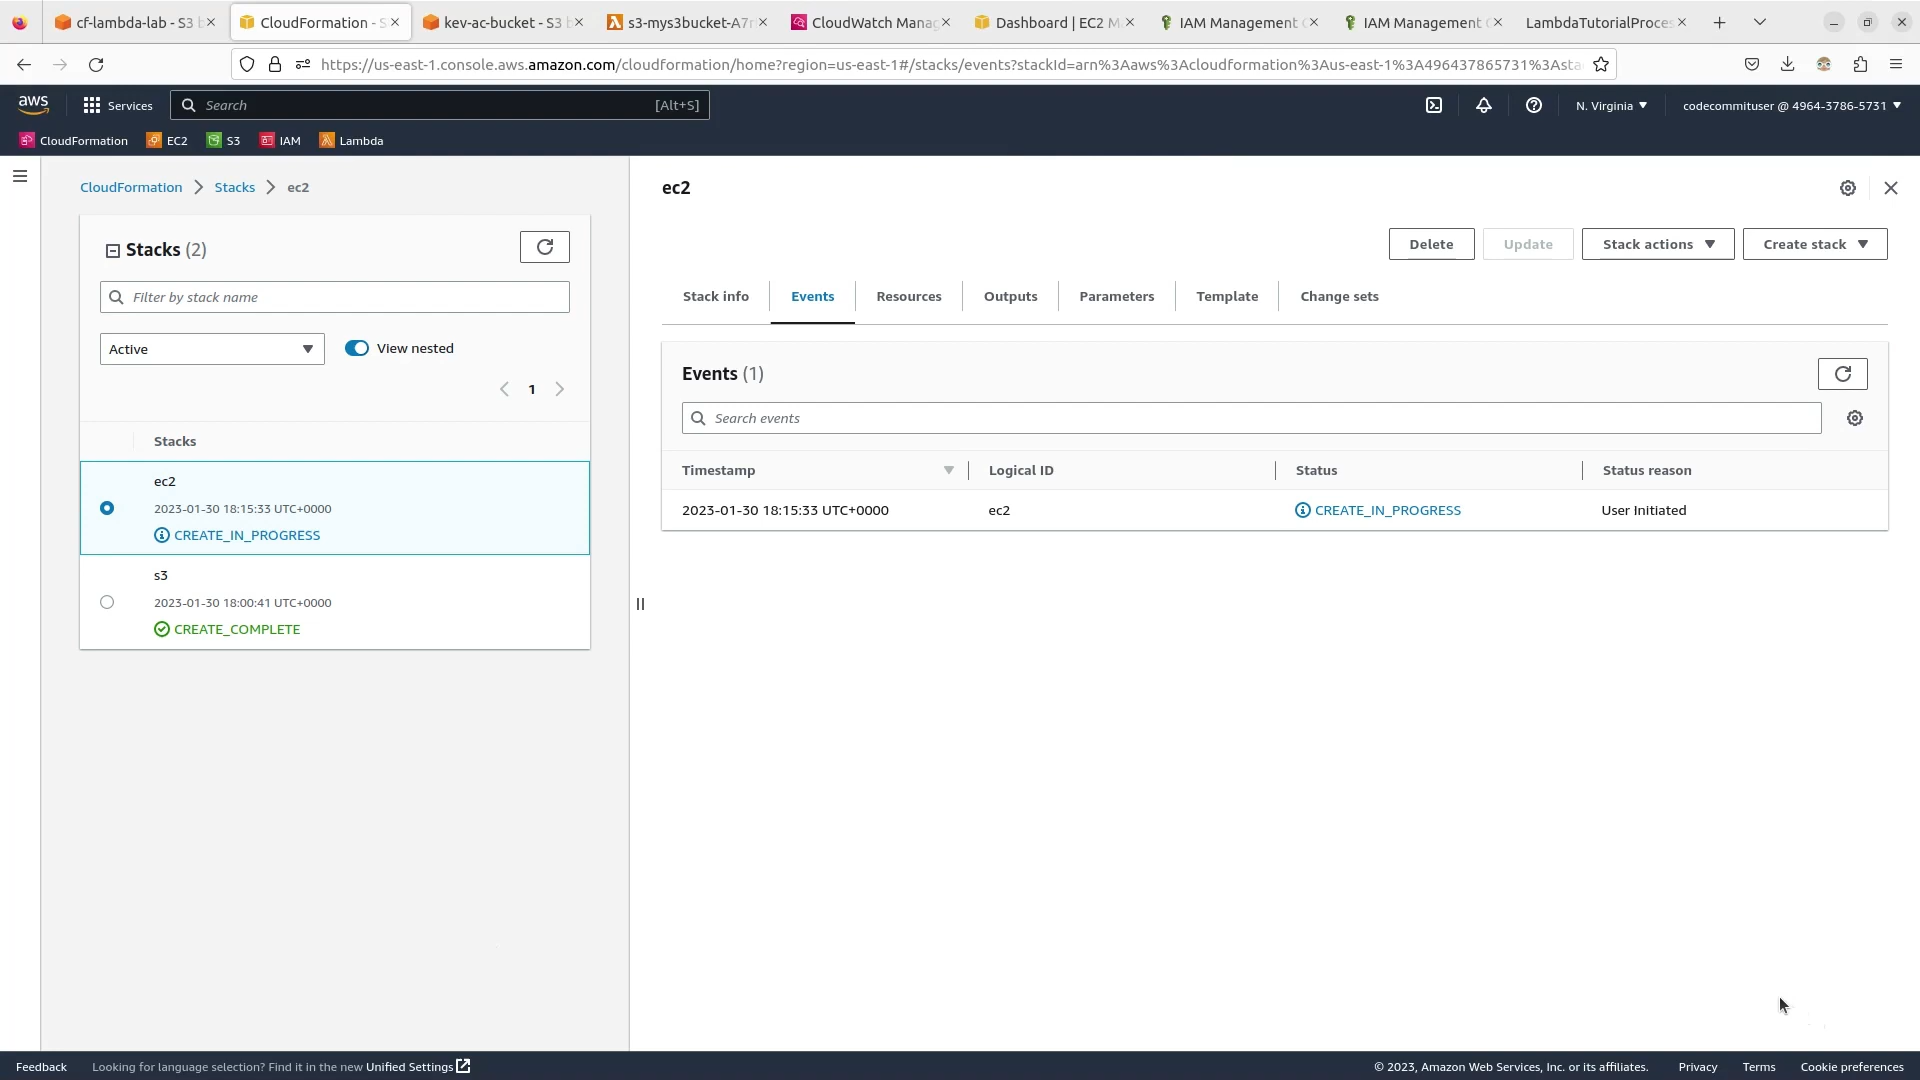 cf-lambda-lab - S3 b
CloudFormation - S
kev-ac-bucket - S3 b
s3-mys3bucket-A7r
CloudWatch Manag
Dashboard | EC2 M
IAM Management C
IAM Management C
LambdaTutorialProces
https://us-east-1.console.aws.amazon.com/cloudformation/home?region=us-east-1#/stacks/events?stackId=arn%3Aaws%3Acloudformation%3Aus-east-1%3A496437865731%3Asta
aws
Services
Search
[Alt+S]
N. Virginia
codecommituser @ 4964-3786-5731
CloudFormation
EC2
S3
IAM
Lambda
CloudFormation
Stacks
ec2
Stacks (2)
Filter by stack name
Active
View nested
1
Stacks
ec2
2023-01-30 18:15:33 UTC+0000
CREATE_IN_PROGRESS
s3
2023-01-30 18:00:41 UTC+0000
CREATE_COMPLETE
ec2
Delete
Update
Stack actions
Create stack
Stack info
Events
Resources
Outputs
Parameters
Template
Change sets
Events (1)
Search events
Timestamp
Logical ID
Status
Status reason
2023-01-30 18:15:33 UTC+0000
ec2
CREATE_IN_PROGRESS
User Initiated
Feedback
Looking for language selection? Find it in the new Unified Settings
© 2023, Amazon Web Services, Inc. or its affiliates.
Privacy
Terms
Cookie preferences